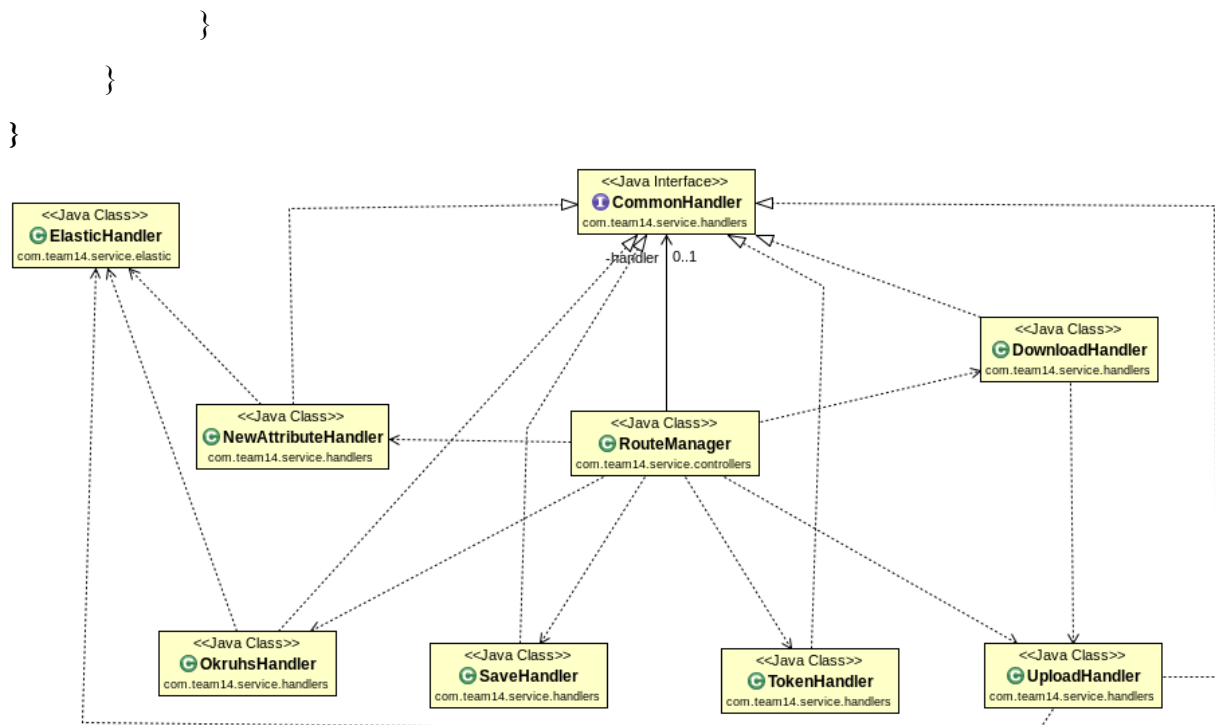 }
}
}
<<Java Interface>>
CommonHandler
com.team14.service.handlers
<<Java Class>>
ElasticHandler
com.team14.service.elastic
-handler 0..1
<<Java Class>>
DownloadHandler
com.team14.service.handlers
<<Java Class>>
NewAttributeHandler
com.team14.service.handlers
<<Java Class>>
RouteManager
com.team14.service.controllers
<<Java Class>>
OkruhsHandler
com.team14.service.handlers
<<Java Class>>
SaveHandler
com.team14.service.handlers
<<Java Class>>
TokenHandler
com.team14.service.handlers
<<Java Class>>
UploadHandler
com.team14.service.handlers